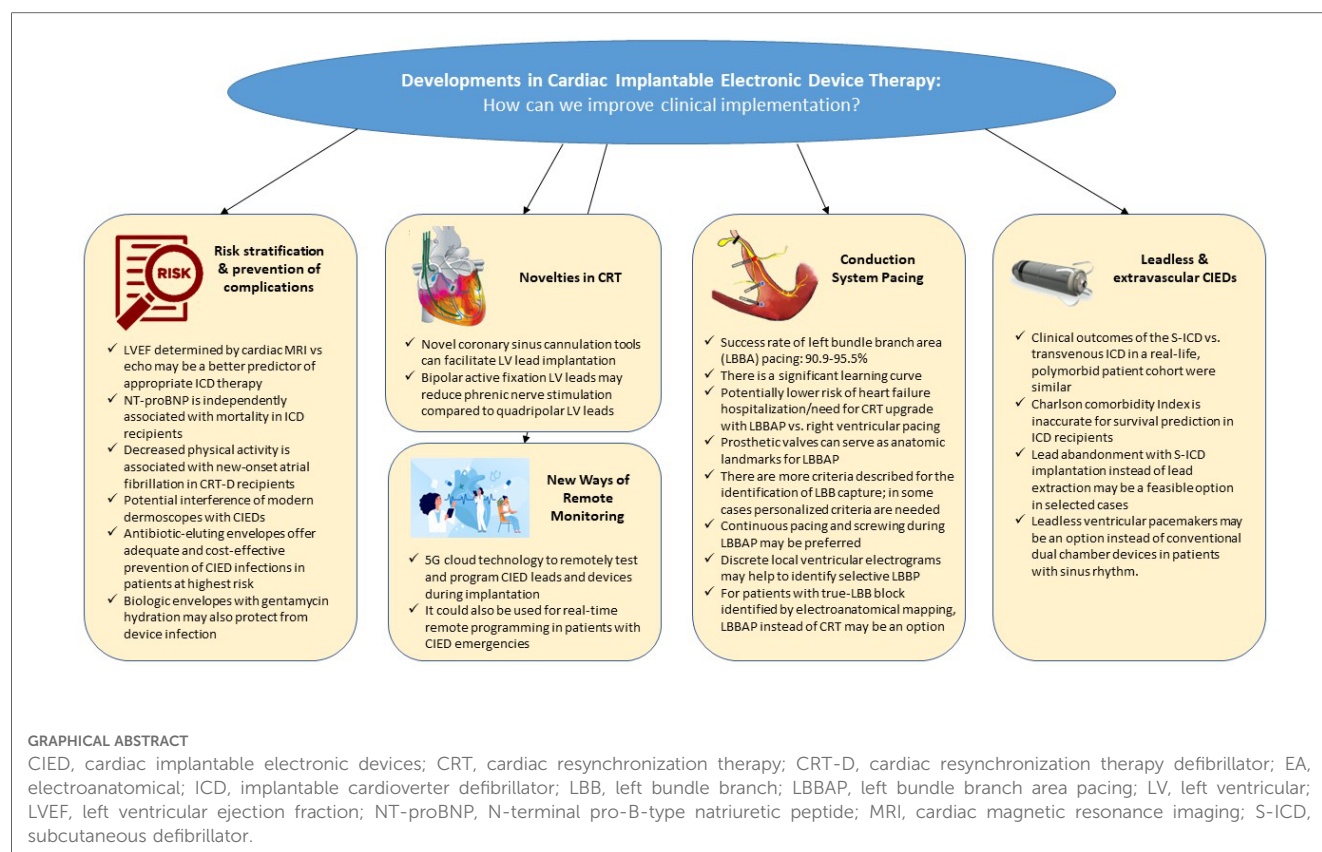 Developments in Cardiac Implantable Electronic Device Therapy:
How can we improve clinical implementation?
RISK
Risk stratification
& prevention of
complications
✓ LVEF determined by cardiac MRI vs
echo may be a better predictor of
appropriate ICD therapy
✓ NT-proBNP is independently
associated with mortality in ICD
recipients
✓ Decreased physical activity is
associated with new-onset atrial
fibrillation in CRT-D recipients
✓ Potential interference of modern
dermoscopes with CIEDs
✓ Antibiotic-eluting envelopes offer
adequate and cost-effective
prevention of CIED infections in
patients at highest risk
✓ Biologic envelopes with gentamycin
hydration may also protect from
device infection
Novelties in CRT
✓ Novel coronary sinus cannulation tools
can facilitate LV lead implantation
✓ Bipolar active fixation LV leads may
reduce phrenic nerve stimulation
compared to quadripolar LV leads
New Ways of
Remote
Monitoring
✓ 5G cloud technology to remotely test
and program CIED leads and devices
during implantation
✓ It could also be used for real-time
remote programming in patients with
CIED emergencies
Conduction
System Pacing
✓ Success rate of left bundle branch area
(LBBA) pacing: 90.9-95.5%
✓ There is a significant learning curve
✓ Potentially lower risk of heart failure
hospitalization/need for CRT upgrade
with LBBAP vs. right ventricular pacing
✓ Prosthetic valves can serve as anatomic
landmarks for LBBAP
✓ There are more criteria described for the
identification of LBB capture; in some
cases personalized criteria are needed
✓ Continuous pacing and screwing during
LBBAP may be preferred
✓ Discrete local ventricular electrograms
may help to identify selective LBBP
✓ For patients with true-LBB block
identified by electroanatomical mapping,
LBBAP instead of CRT may be an option
Leadless &
extravascular CIEDs
✓ Clinical outcomes of the S-ICD vs.
transvenous ICD in a real-life,
polymorbid patient cohort were
similar
✓ Charlson comorbidity Index is
inaccurate for survival prediction in
ICD recipients
✓ Lead abandonment with S-ICD
implantation instead of lead
extraction may be a feasible option
in selected cases
✓ Leadless ventricular pacemakers may
be an option instead of conventional
dual chamber devices in patients
with sinus rhythm.
GRAPHICAL ABSTRACT
CIED, cardiac implantable electronic devices; CRT, cardiac resynchronization therapy; CRT-D, cardiac resynchronization therapy defibrillator; EA,
electroanatomical; ICD, implantable cardioverter defibrillator; LBB, left bundle branch; LBBAP, left bundle branch area pacing; LV, left ventricular;
LVEF, left ventricular ejection fraction; NT-proBNP, N-terminal pro-B-type natriuretic peptide; MRI, cardiac magnetic resonance imaging; S-ICD,
subcutaneous defibrillator.